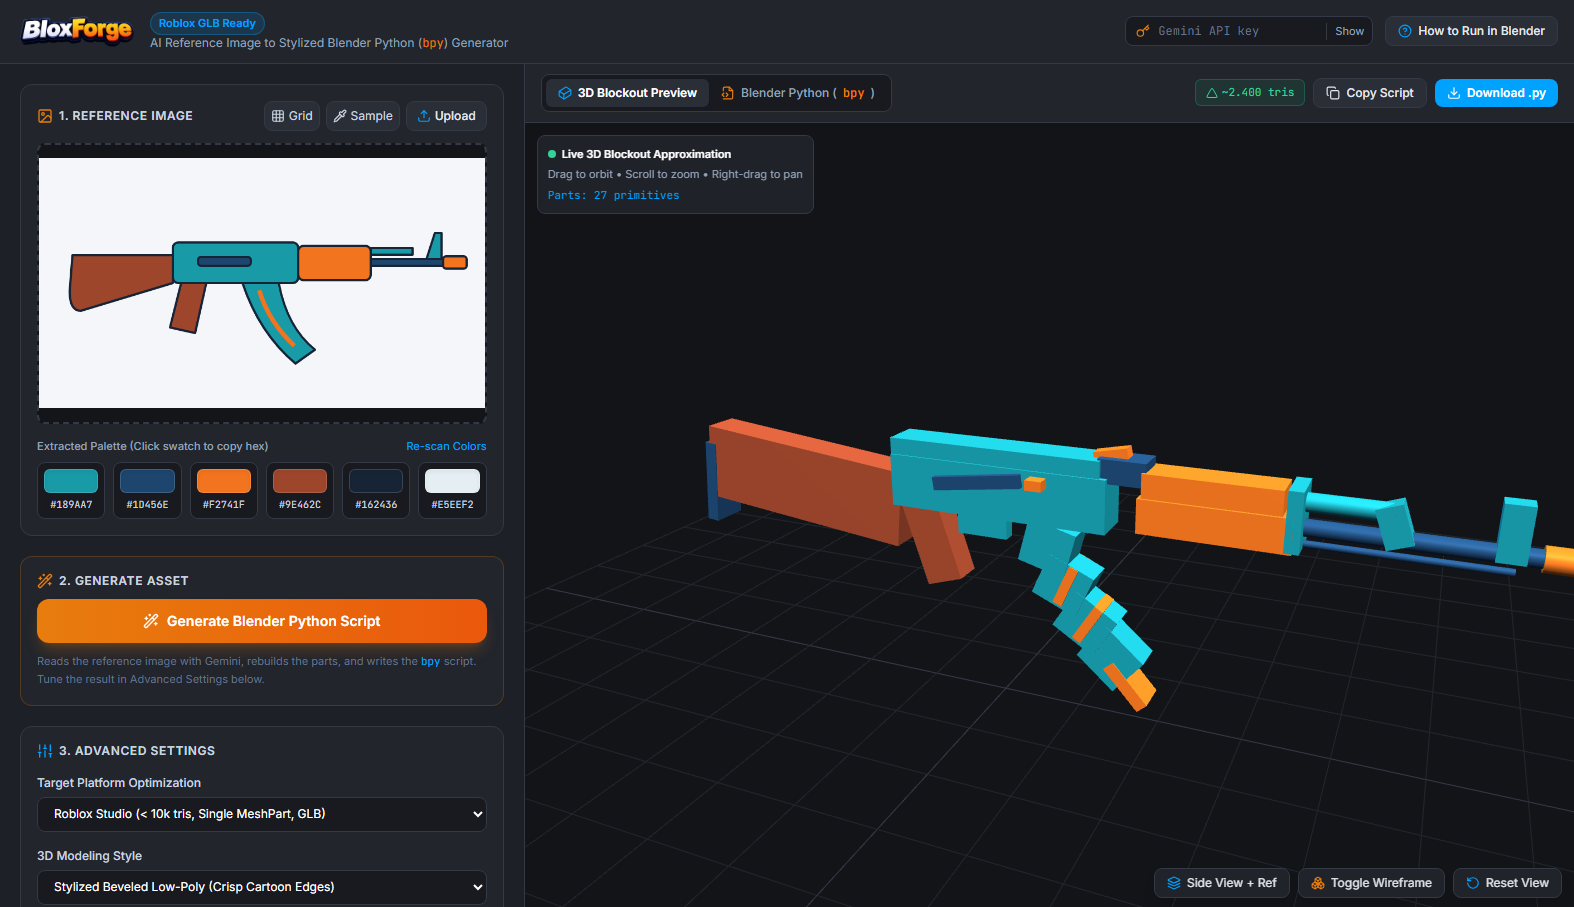 BloxForge
Roblox GLB Ready
AI Reference Image to Stylized Blender Python (bpy) Generator
Gemini API key
Show
How to Run in Blender
1. REFERENCE IMAGE
Grid
Sample
Upload
Extracted Palette (Click swatch to copy hex)
Re-scan Colors
#189AA7
#1D456E
#F2741F
#9E462C
#162436
#E5EEF2
2. GENERATE ASSET
Generate Blender Python Script
Reads the reference image with Gemini, rebuilds the parts, and writes the bpy script.
Tune the result in Advanced Settings below.
3. ADVANCED SETTINGS
Target Platform Optimization
Roblox Studio (< 10k tris, Single MeshPart, GLB)
3D Modeling Style
Stylized Beveled Low-Poly (Crisp Cartoon Edges)
3D Blockout Preview
Blender Python ( bpy )
~2.400 tris
Copy Script
Download .py
Live 3D Blockout Approximation
Drag to orbit • Scroll to zoom • Right-drag to pan
Parts: 27 primitives
Side View + Ref
Toggle Wireframe
Reset View